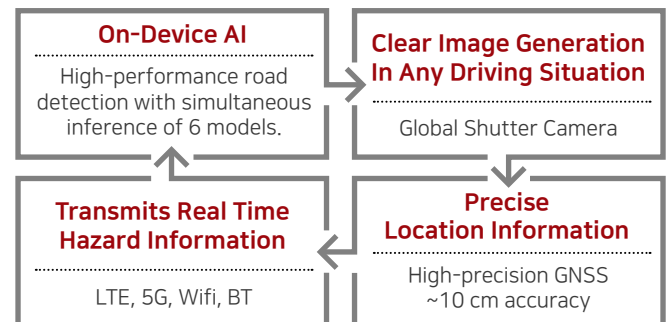 On-Device AI
High-performance road
detection with simultaneous
inference of 6 models.
Clear Image Generation
In Any Driving Situation
Global Shutter Camera
Transmits Real Time
Hazard Information
LTE, 5G, Wifi, BT
Precise
Location Information
High-precision GNSS
~10 cm accuracy